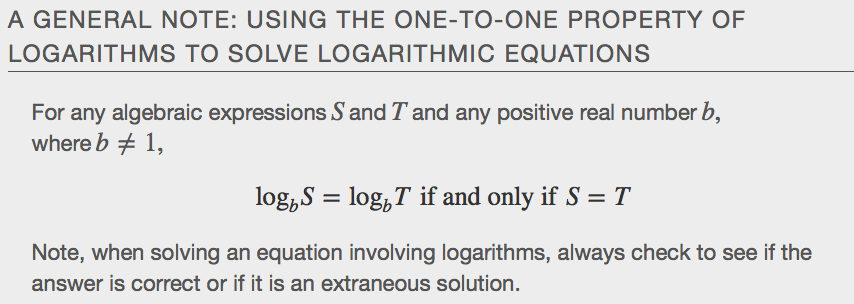 A GENERAL NOTE: USING THE ONE-TO-ONE PROPERTY OF
LOGARITHMS TO SOLVE LOGARITHMIC EQUATIONS
For any algebraic expressions S and T and any positive real number b,
where b ≠ 1,
log_b S = log_b T if and only if S = T
Note, when solving an equation involving logarithms, always check to see if the
answer is correct or if it is an extraneous solution.